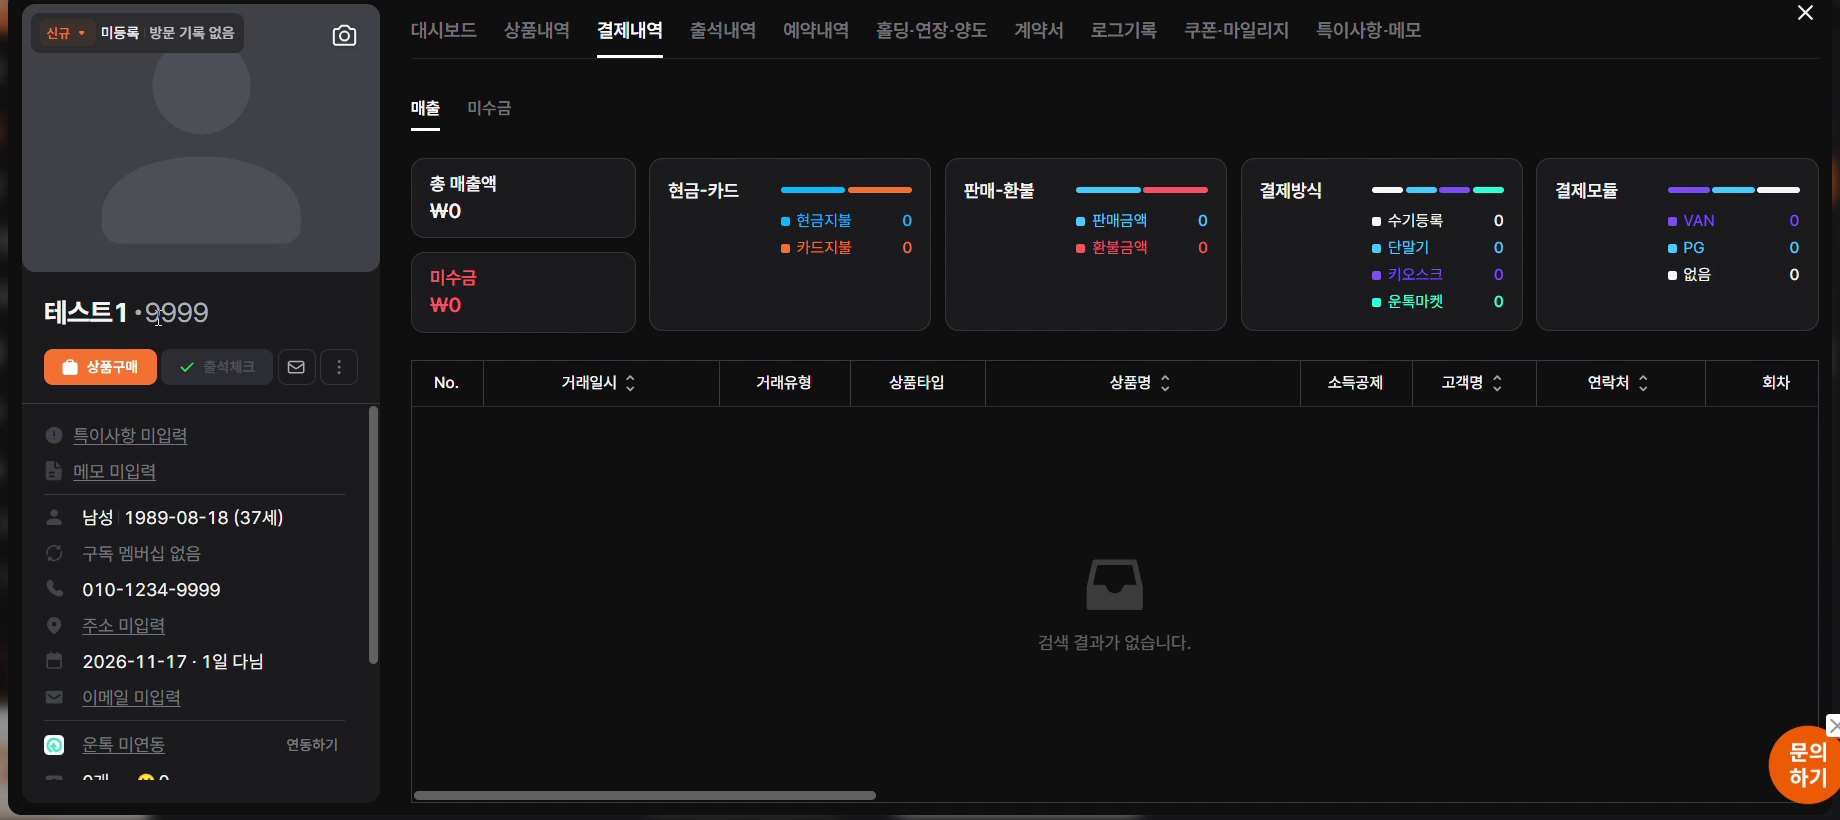 신규 미등록 방문 기록 없음
테스트1 · 9999
상품구매 출석체크
특이사항 미입력
메모 미입력
남성 1989-08-18 (37세)
구독 멤버십 없음
010-1234-9999
주소 미입력
2026-11-17 · 1일 다님
이메일 미입력
운톡 미연동 연동하기
대시보드 상품내역 결제내역 출석내역 예약내역 홀딩·연장·양도 계약서 로그기록 쿠폰·마일리지 특이사항·메모
매출 미수금
총 매출액
₩0
미수금
₩0
현금-카드
현금지불 0
카드지불 0
판매-환불
판매금액 0
환불금액 0
결제방식
수기등록 0
단말기 0
키오스크 0
운톡마켓 0
결제모듈
VAN 0
PG 0
없음 0
No. 거래일시 거래유형 상품타입 상품명 소득공제 고객명 연락처 회차
검색 결과가 없습니다.
문의
하기